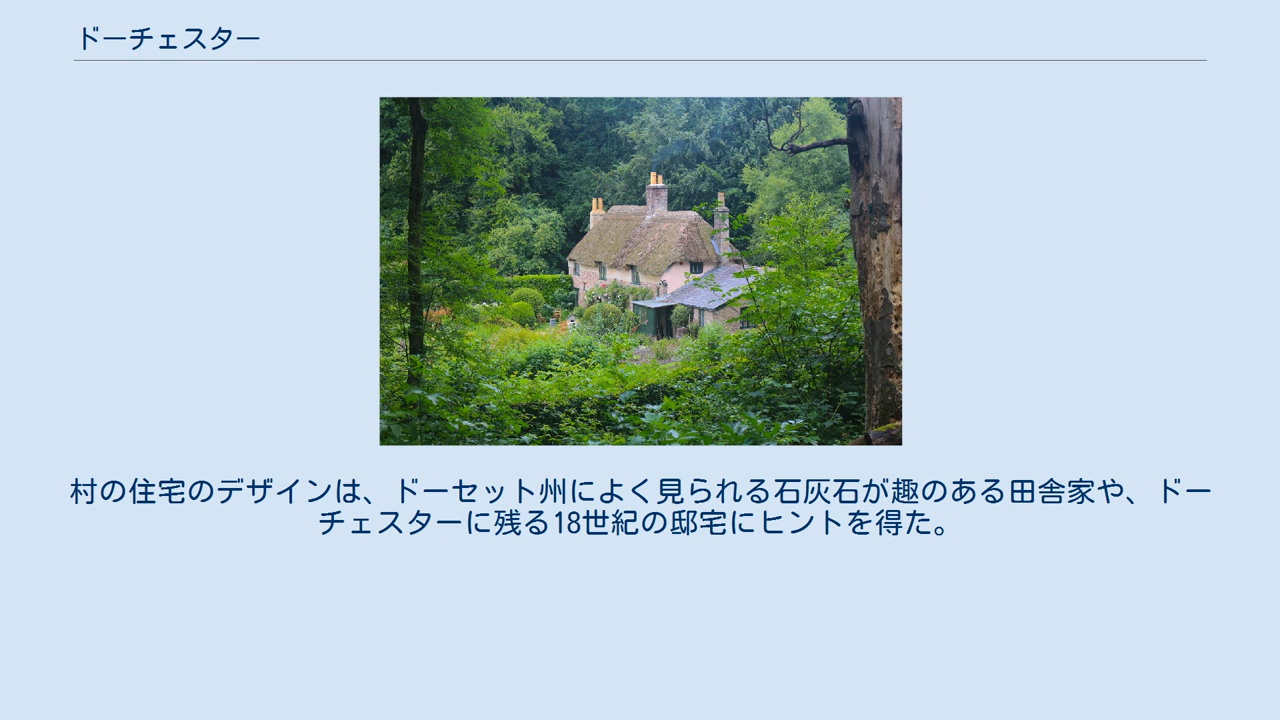 ドーチェスター
村の住宅のデザインは、ドーセット州によく見られる石灰石が趣のある田舎家や、ドー
チェスターに残る18世紀の邸宅にヒントを得た。